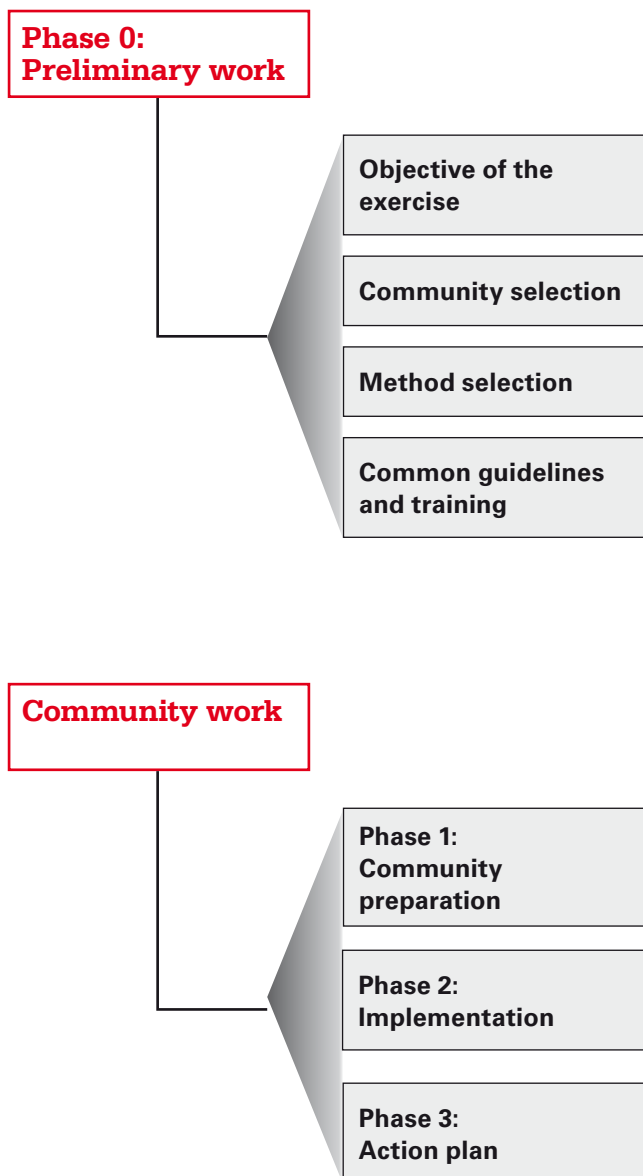 Phase 0:
Preliminary work
Objective of the
exercise
Community selection
Method selection
Common guidelines
and training
Community work
Phase 1:
Community
preparation
Phase 2:
Implementation
Phase 3:
Action plan